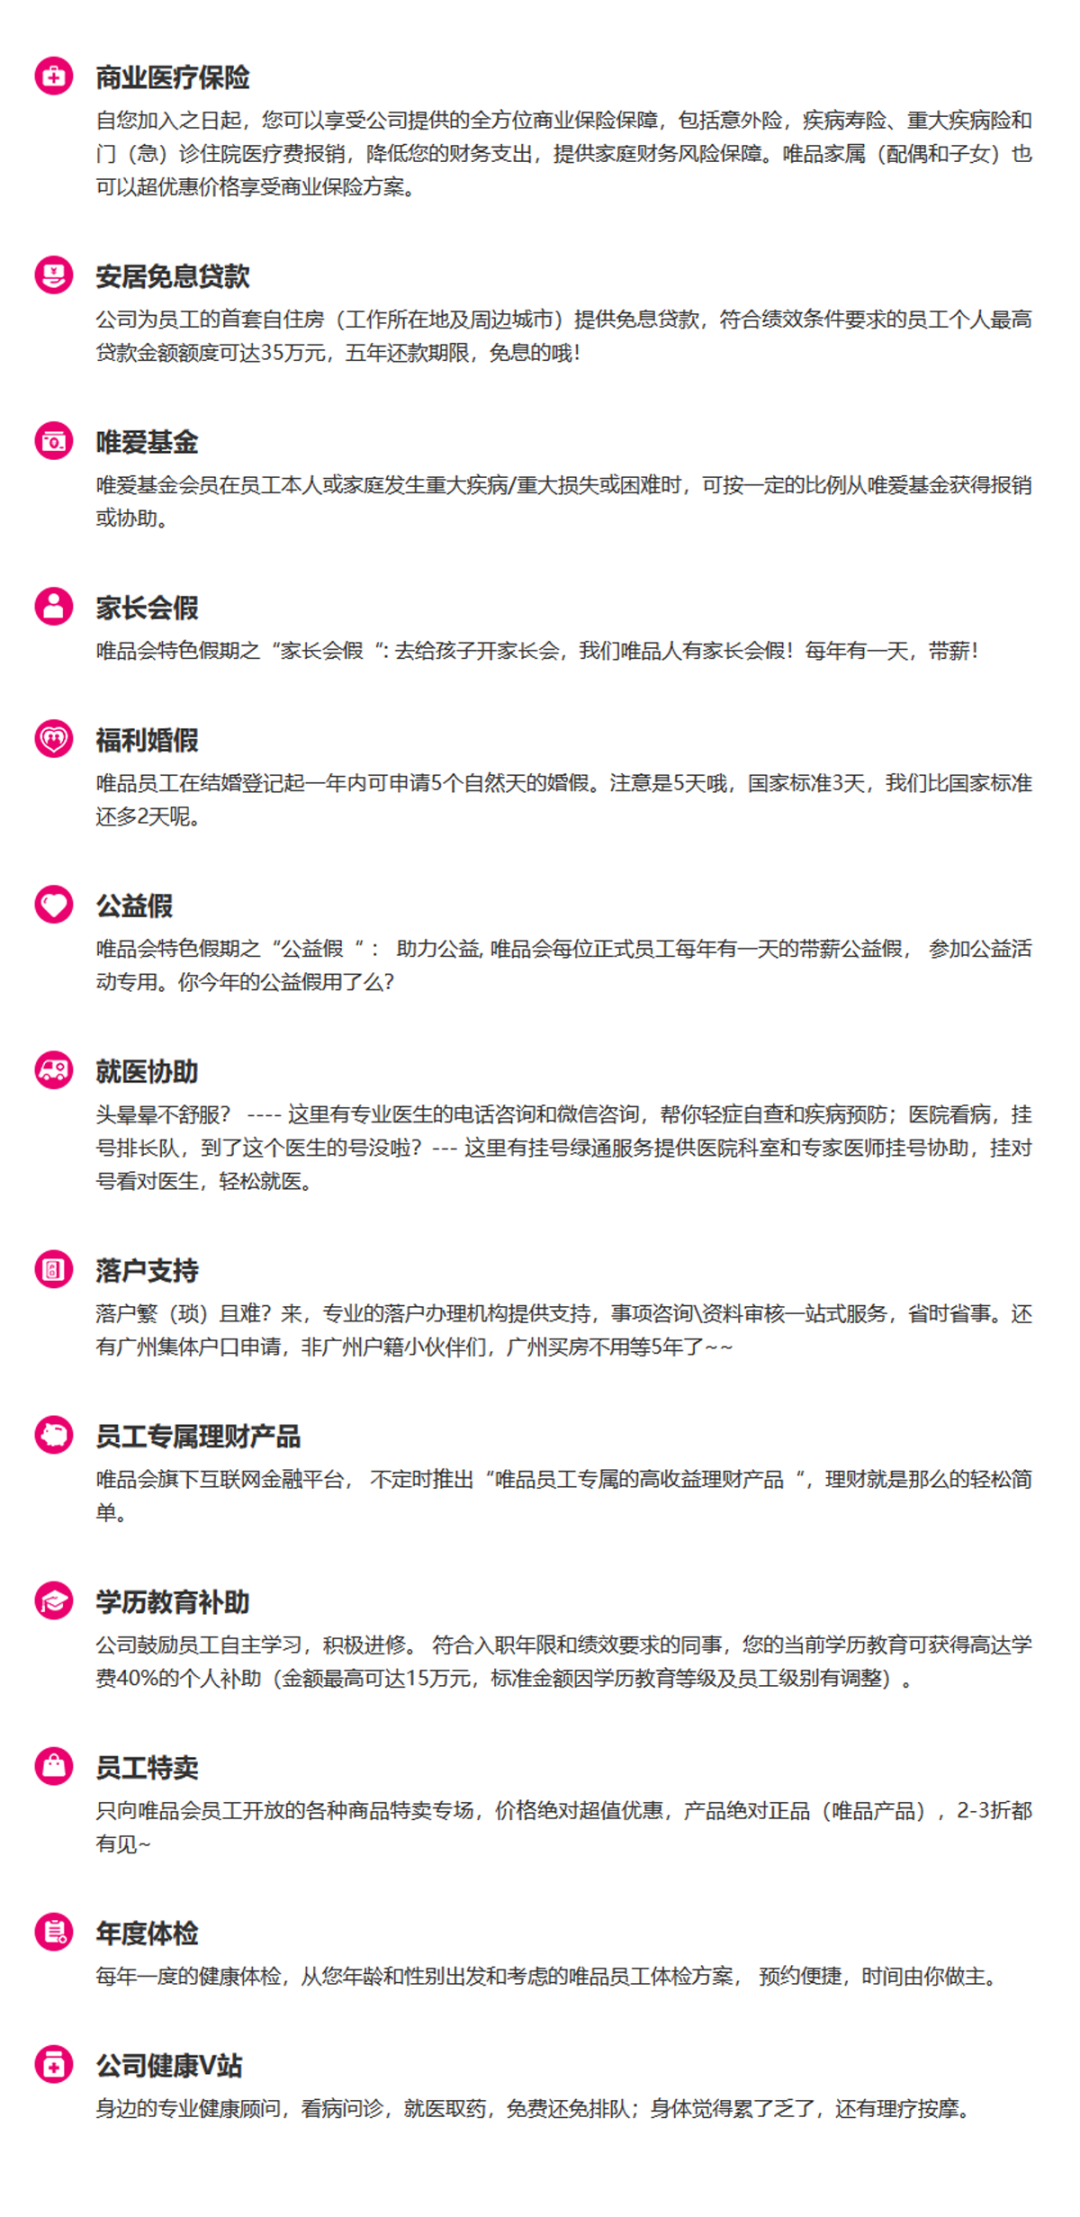 商业医疗保险
自您加入之日起，您可以享受公司提供的全方位商业保险保障，包括意外险，疾病寿险、重大疾病险和
门（急）诊住院医疗费报销，降低您的财务支出，提供家庭财务风险保障。唯品家属（配偶和子女）也
可以超优惠价格享受商业保险方案。
安居免息贷款
公司为员工的首套自住房（工作所在地及周边城市）提供免息贷款，符合绩效条件要求的员工个人最高
贷款金额额度可达35万元，五年还款期限，免息的哦！
唯爱基金
唯爱基金会员在员工本人或家庭发生重大疾病/重大损失或困难时，可按一定的比例从唯爱基金获得报销
或协助。
家长会假
唯品会特色假期之“家长会假“: 去给孩子开家长会，我们唯品人有家长会假！每年有一天，带薪！
福利婚假
唯品员工在结婚登记起一年内可申请5个自然天的婚假。注意是5天哦，国家标准3天，我们比国家标准
还多2天呢。
公益假
唯品会特色假期之“公益假“： 助力公益, 唯品会每位正式员工每年有一天的带薪公益假， 参加公益活
动专用。你今年的公益假用了么？
就医协助
头晕晕不舒服？ ---- 这里有专业医生的电话咨询和微信咨询，帮你轻症自查和疾病预防；医院看病，挂
号排长队，到了这个医生的号没啦？--- 这里有挂号绿通服务提供医院科室和专家医师挂号协助，挂对
号看对医生，轻松就医。
落户支持
落户繁（琐）且难？来，专业的落户办理机构提供支持，事项咨询\资料审核一站式服务，省时省事。还
有广州集体户口申请，非广州户籍小伙伴们，广州买房不用等5年了~~
员工专属理财产品
唯品会旗下互联网金融平台， 不定时推出“唯品员工专属的高收益理财产品“，理财就是那么的轻松简
单。
学历教育补助
公司鼓励员工自主学习，积极进修。 符合入职年限和绩效要求的同事，您的当前学历教育可获得高达学
费40%的个人补助（金额最高可达15万元，标准金额因学历教育等级及员工级别有调整）。
员工特卖
只向唯品会员工开放的各种商品特卖专场，价格绝对超值优惠，产品绝对正品（唯品产品），2-3折都
有见~
年度体检
每年一度的健康体检，从您年龄和性别出发和考虑的唯品员工体检方案， 预约便捷，时间由你做主。
公司健康V站
身边的专业健康顾问，看病问诊，就医取药，免费还免排队；身体觉得累了乏了，还有理疗按摩。